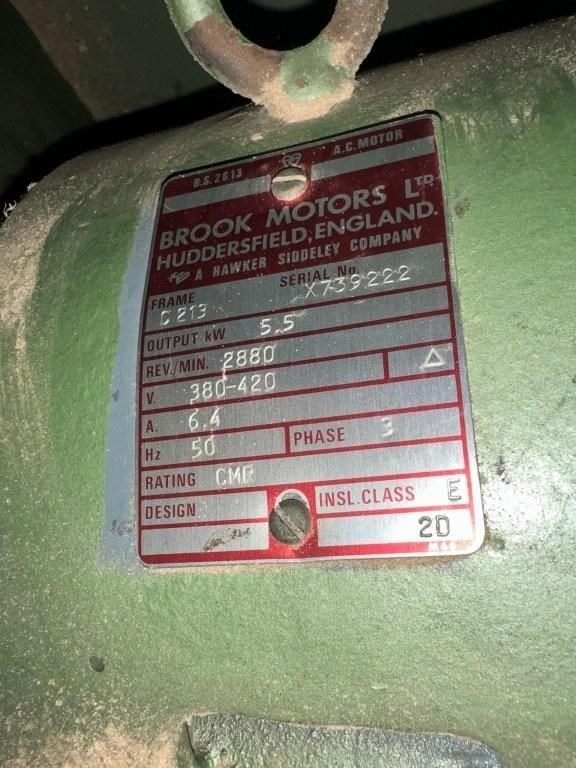 B.S. 2613 A.C. MOTOR
BROOK MOTORS LTD.
HUDDERSFIELD, ENGLAND.
A HAWKER SIDDELEY COMPANY
FRAME SERIAL No.
C 213 X739222
OUTPUT kW 5.5
REV./MIN. 2880 Δ
V. 380-420
A. 6.4
Hz 50 PHASE 3
RATING CMR
DESIGN INSL. CLASS E
2D